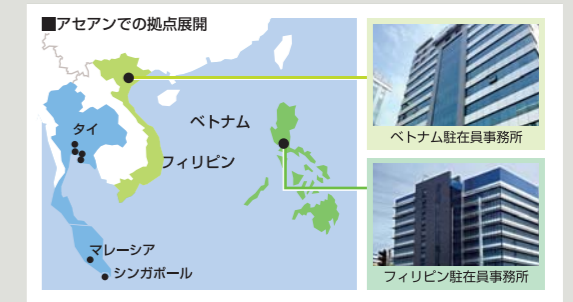 ■アセアンでの拠点展開
タイ
ベトナム
フィリピン
マレーシア
シンガポール
ベトナム駐在員事務所
フィリピン駐在員事務所